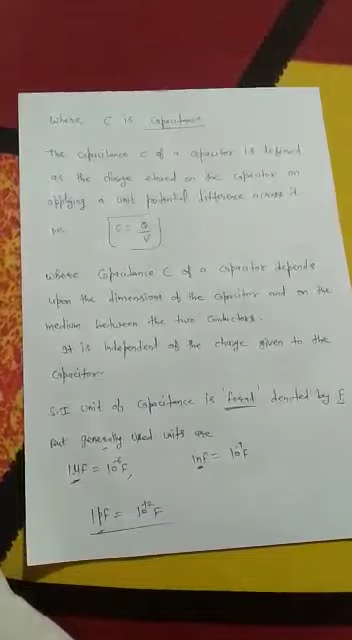 Where C is Capacitance
The capacitance C of a capacitor is defined
as the charge stored on the capacitor on
applying a unit potential difference across it
i.e. C = Q/V
where Capacitance C of a capacitor depends
upon the dimensions of the capacitor and on the
medium between the two conductors.
It is independent of the charge given to the
capacitor.
S.I unit of Capacitance is 'farad' denoted by F
But generally used units are
1μF = 10⁻⁶F, 1nF = 10⁻⁹F
1pF = 10⁻¹²F